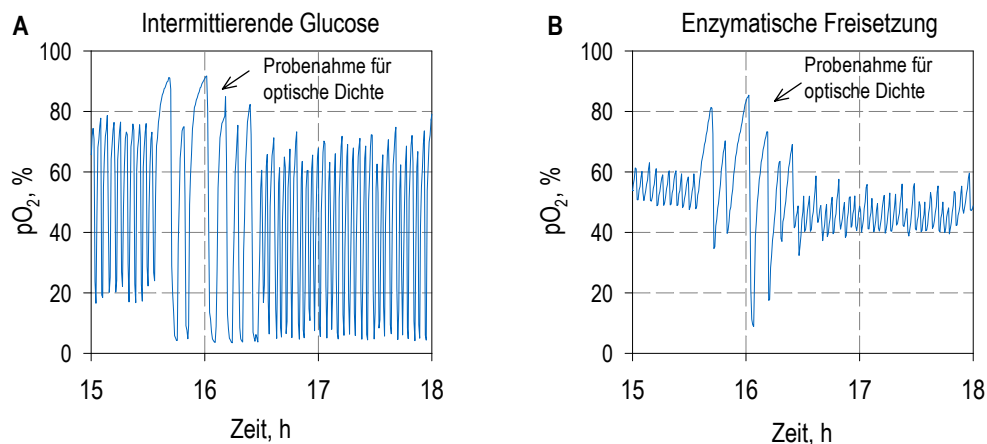 A
Intermittierende Glucose
Probenahme für
optische Dichte
100
80
60
40
20
0
pO₂, %
15
16
17
18
Zeit, h
B
Enzymatische Freisetzung
Probenahme für
optische Dichte
100
80
60
40
20
0
pO₂, %
15
16
17
18
Zeit, h